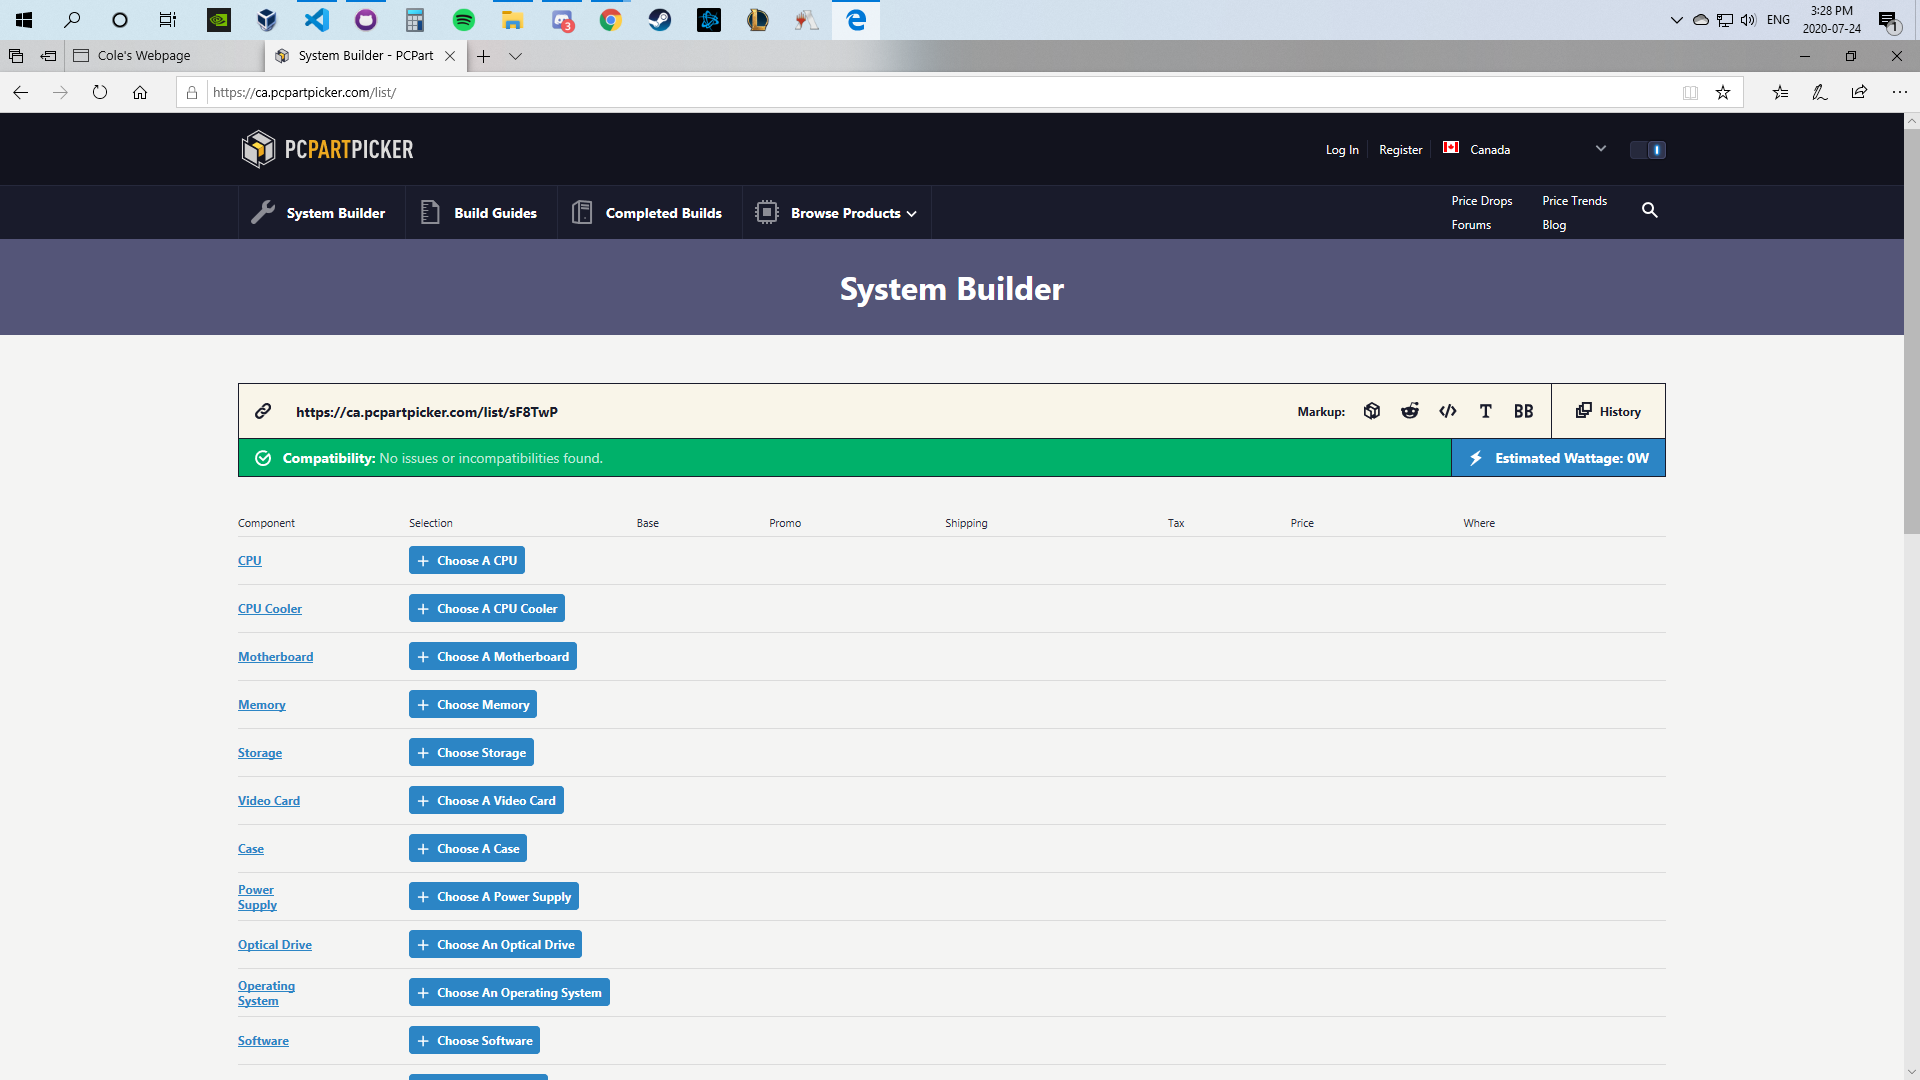 3:28 PM
ENG
2020-07-24
3
1
Cole's Webpage
System Builder - PCPart
https://ca.pcpartpicker.com/list/
PCPARTPICKER
Log In
Register
Canada
System Builder
Build Guides
Completed Builds
Browse Products
Price Drops
Price Trends
Forums
Blog
System Builder
https://ca.pcpartpicker.com/list/sF8TwP
Markup:
T
BB
History
Compatibility: No issues or incompatibilities found.
Estimated Wattage: 0W
Component Selection Base Promo Shipping Tax Price Where
CPU
+ Choose A CPU
CPU Cooler
+ Choose A CPU Cooler
Motherboard
+ Choose A Motherboard
Memory
+ Choose Memory
Storage
+ Choose Storage
Video Card
+ Choose A Video Card
Case
+ Choose A Case
Power
Supply
+ Choose A Power Supply
Optical Drive
+ Choose An Optical Drive
Operating
System
+ Choose An Operating System
Software
+ Choose Software